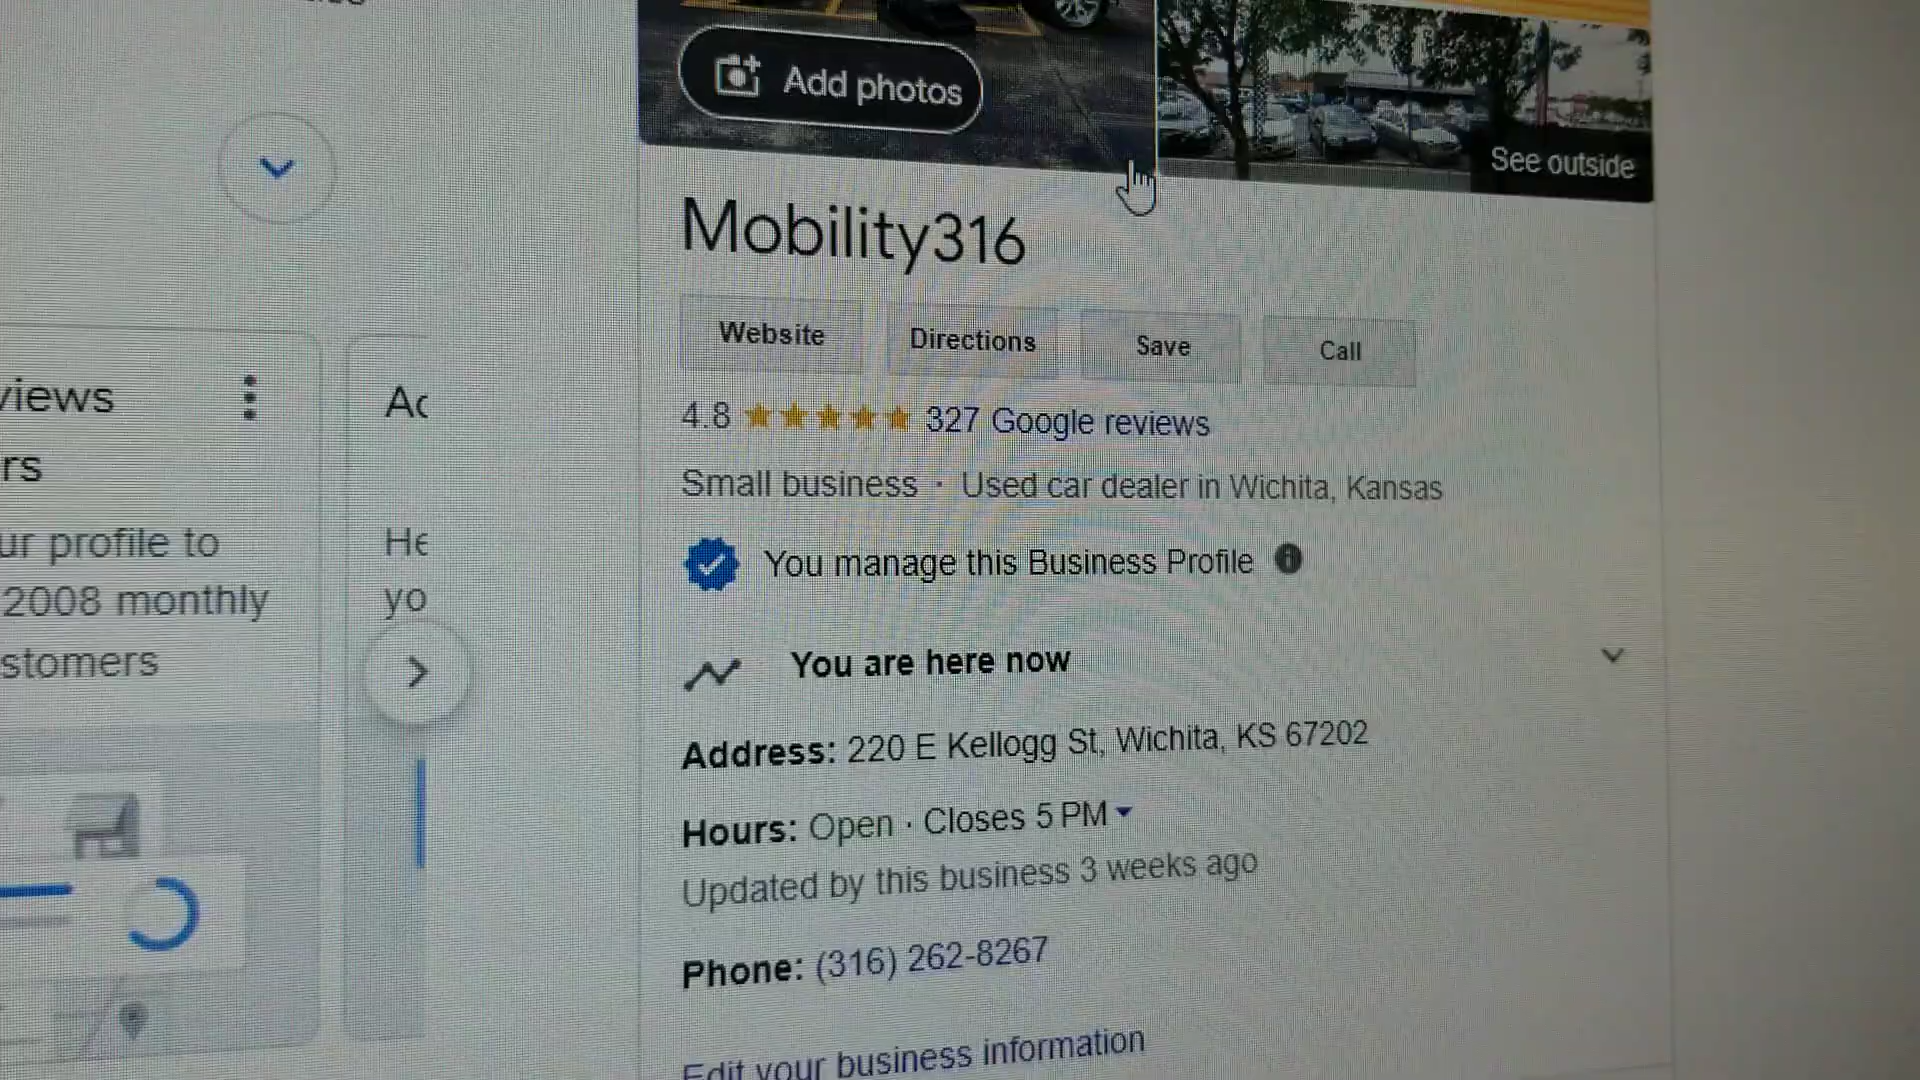 Add photos
See outside
Mobility316
Website
Directions
Save
Call
4.8
327 Google reviews
Small business · Used car dealer in Wichita, Kansas
You manage this Business Profile
You are here now
Address: 220 E Kellogg St, Wichita, KS 67202
Hours: Open · Closes 5 PM
Updated by this business 3 weeks ago
Phone: (316) 262-8267
Edit your business information
views
rs
ur profile to
2008 monthly
stomers
Ac
He
yo